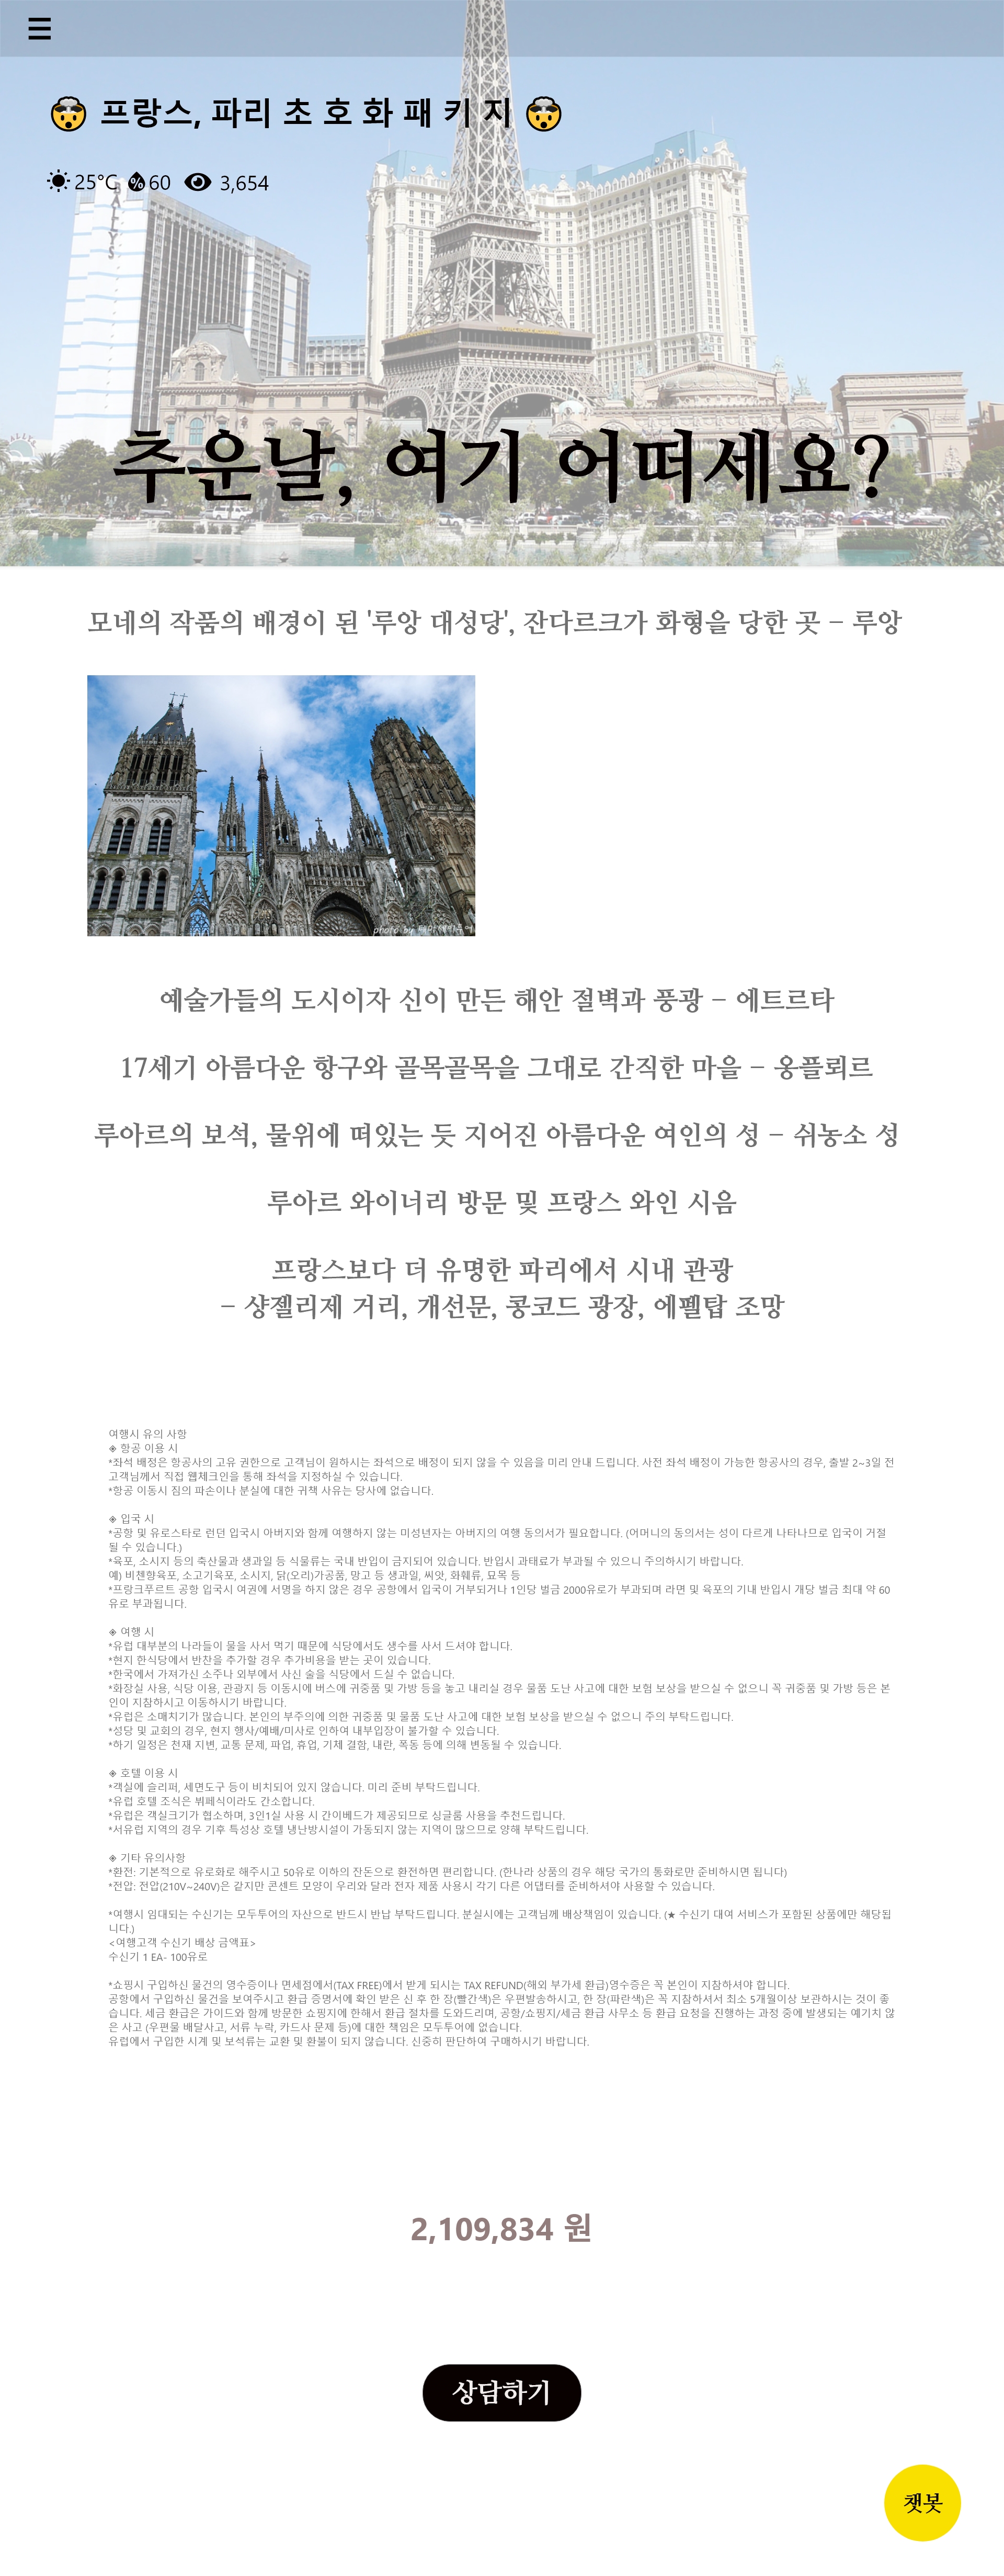 프랑스, 파리 초 호 화 패 키 지
25°C 60 3,654
BALLYS
추운날, 여기 어떠세요?
모네의 작품의 배경이 된 '루앙 대성당', 잔다르크가 화형을 당한 곳 - 루앙
photo by
예술가들의 도시이자 신이 만든 해안 절벽과 풍광 - 에트르타
17세기 아름다운 항구와 골목골목을 그대로 간직한 마을 - 옹플뢰르
루아르의 보석, 물위에 떠있는 듯 지어진 아름다운 여인의 성 - 쉬농소 성
루아르 와이너리 방문 및 프랑스 와인 시음
프랑스보다 더 유명한 파리에서 시내 관광
- 샹젤리제 거리, 개선문, 콩코드 광장, 에펠탑 조망
여행시 유의 사항
◈ 항공 이용 시
*좌석 배정은 항공사의 고유 권한으로 고객님이 원하시는 좌석으로 배정이 되지 않을 수 있음을 미리 안내 드립니다. 사전 좌석 배정이 가능한 항공사의 경우, 출발 2~3일 전
고객님께서 직접 웹체크인을 통해 좌석을 지정하실 수 있습니다.
*항공 이동시 짐의 파손이나 분실에 대한 귀책 사유는 당사에 없습니다.
◈ 입국 시
*공항 및 유로스타로 런던 입국시 아버지와 함께 여행하지 않는 미성년자는 아버지의 여행 동의서가 필요합니다. (어머니의 동의서는 성이 다르게 나타나므로 입국이 거절
될 수 있습니다.)
*육포, 소시지 등의 축산물과 생과일 등 식물류는 국내 반입이 금지되어 있습니다. 반입시 과태료가 부과될 수 있으니 주의하시기 바랍니다.
예) 비첸향육포, 소고기육포, 소시지, 닭(오리)가공품, 망고 등 생과일, 씨앗, 화훼류, 묘목 등
*프랑크푸르트 공항 입국시 여권에 서명을 하지 않은 경우 공항에서 입국이 거부되거나 1인당 벌금 2000유로가 부과되며 라면 및 육포의 기내 반입시 개당 벌금 최대 약 60
유로 부과됩니다.
◈ 여행 시
*유럽 대부분의 나라들이 물을 사서 먹기 때문에 식당에서도 생수를 사서 드셔야 합니다.
*현지 한식당에서 반찬을 추가할 경우 추가비용을 받는 곳이 있습니다.
*한국에서 가져가신 소주나 외부에서 사신 술을 식당에서 드실 수 없습니다.
*화장실 사용, 식당 이용, 관광지 등 이동시에 버스에 귀중품 및 가방 등을 놓고 내리실 경우 물품 도난 사고에 대한 보험 보상을 받으실 수 없으니 꼭 귀중품 및 가방 등은 본
인이 지참하시고 이동하시기 바랍니다.
*유럽은 소매치기가 많습니다. 본인의 부주의에 의한 귀중품 및 물품 도난 사고에 대한 보험 보상을 받으실 수 없으니 주의 부탁드립니다.
*성당 및 교회의 경우, 현지 행사/예배/미사로 인하여 내부입장이 불가할 수 있습니다.
*하기 일정은 천재 지변, 교통 문제, 파업, 휴업, 기체 결함, 내란, 폭동 등에 의해 변동될 수 있습니다.
◈ 호텔 이용 시
*객실에 슬리퍼, 세면도구 등이 비치되어 있지 않습니다. 미리 준비 부탁드립니다.
*유럽 호텔 조식은 뷔페식이라도 간소합니다.
*유럽은 객실크기가 협소하며, 3인1실 사용 시 간이베드가 제공되므로 싱글룸 사용을 추천드립니다.
*서유럽 지역의 경우 기후 특성상 호텔 냉난방시설이 가동되지 않는 지역이 많으므로 양해 부탁드립니다.
◈ 기타 유의사항
*환전: 기본적으로 유로화로 해주시고 50유로 이하의 잔돈으로 환전하면 편리합니다. (한나라 상품의 경우 해당 국가의 통화로만 준비하시면 됩니다)
*전압: 전압(210V~240V)은 같지만 콘센트 모양이 우리와 달라 전자 제품 사용시 각기 다른 어댑터를 준비하셔야 사용할 수 있습니다.
*여행시 임대되는 수신기는 모두투어의 자산으로 반드시 반납 부탁드립니다. 분실시에는 고객님께 배상책임이 있습니다. (★ 수신기 대여 서비스가 포함된 상품에만 해당됩
니다.)
<여행고객 수신기 배상 금액표>
수신기 1 EA- 100유로
*쇼핑시 구입하신 물건의 영수증이나 면세점에서(TAX FREE)에서 받게 되시는 TAX REFUND(해외 부가세 환급)영수증은 꼭 본인이 지참하셔야 합니다.
공항에서 구입하신 물건을 보여주시고 환급 증명서에 확인 받은 신 후 한 장(빨간색)은 우편발송하시고, 한 장(파란색)은 꼭 지참하셔서 최소 5개월이상 보관하시는 것이 좋
습니다. 세금 환급은 가이드와 함께 방문한 쇼핑지에 한해서 환급 절차를 도와드리며, 공항/쇼핑지/세금 환급 사무소 등 환급 요청을 진행하는 과정 중에 발생되는 예기치 않
은 사고 (우편물 배달사고, 서류 누락, 카드사 문제 등)에 대한 책임은 모두투어에 없습니다.
유럽에서 구입한 시계 및 보석류는 교환 및 환불이 되지 않습니다. 신중히 판단하여 구매하시기 바랍니다.
2,109,834 원
상담하기
챗봇